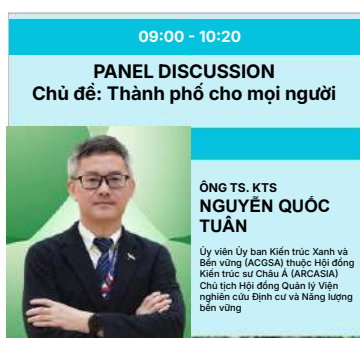 09:00 - 10:20
PANEL DISCUSSION
Chủ đề: Thành phố cho mọi người
ÔNG TS. KTS
NGUYỄN QUỐC
TUÂN
Ủy viên Ủy ban Kiến trúc Xanh và
Bền vững (ACGSA) thuộc Hội đồng
Kiến trúc sư Châu Á (ARCASIA)
Chủ tịch Hội đồng Quản lý Viện
nghiên cứu Định cư và Năng lượng
bền vững